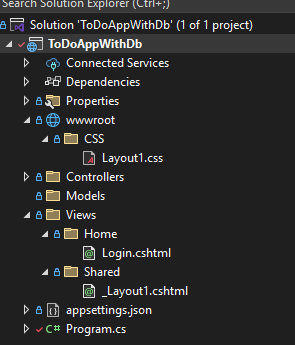 Search Solution Explorer (Ctrl+;)
Solution 'ToDoAppWithDb' (1 of 1 project)
ToDoAppWithDb
Connected Services
Dependencies
Properties
wwwroot
CSS
Layout1.css
Controllers
Models
Views
Home
Login.cshtml
Shared
_Layout1.cshtml
appsettings.json
C# Program.cs